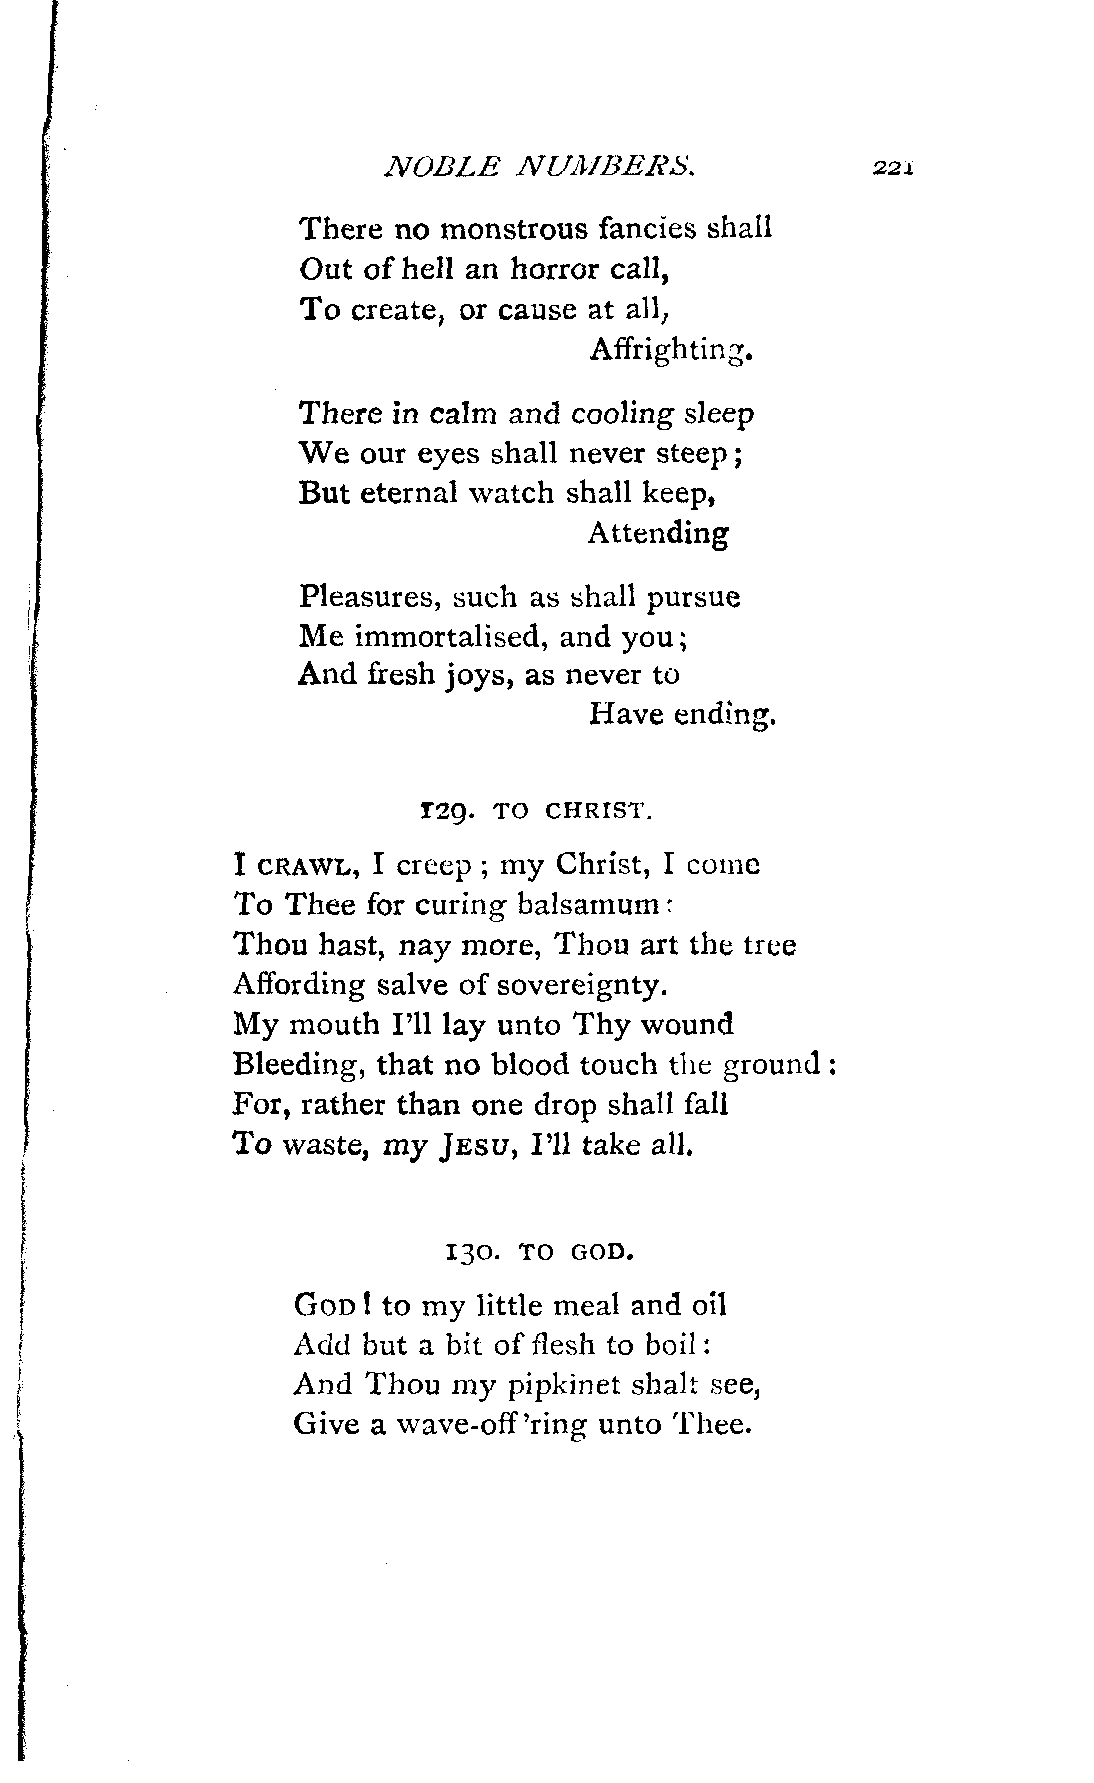 NOBLE NUMBERS. 221
There no monstrous fancies shall
Out of hell an horror call,
To create, or cause at all,
Affrighting.
There in calm and cooling sleep
We our eyes shall never steep;
But eternal watch shall keep,
Attending
Pleasures, such as shall pursue
Me immortalised, and you;
And fresh joys, as never to
Have ending.
129. TO CHRIST.
I CRAWL, I creep; my Christ, I come
To Thee for curing balsamum:
Thou hast, nay more, Thou art the tree
Affording salve of sovereignty.
My mouth I'll lay unto Thy wound
Bleeding, that no blood touch the ground:
For, rather than one drop shall fall
To waste, my JESU, I'll take all.
130. TO GOD.
GOD! to my little meal and oil
Add but a bit of flesh to boil:
And Thou my pipkinet shalt see,
Give a wave-off'ring unto Thee.